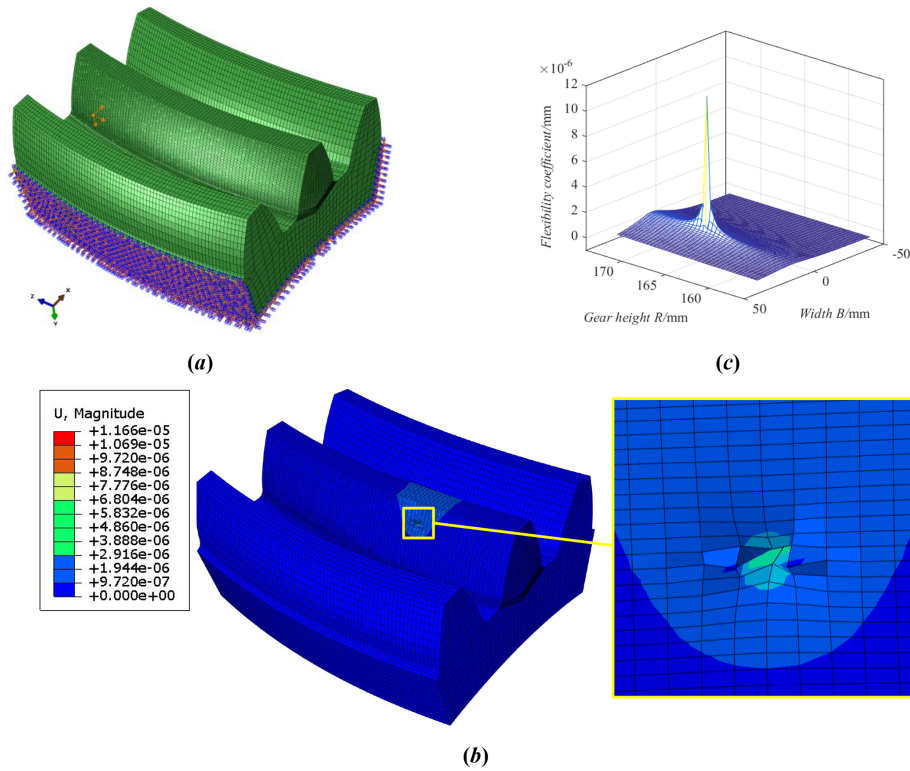 z
x
Y
(a)
×10⁻⁶
12
10
8
6
4
2
0
Flexibility coefficient/mm
170
165
160
Gear height R/mm
50
0
-50
Width B/mm
(c)
U, Magnitude
+1.166e-05
+1.069e-05
+9.720e-06
+8.748e-06
+7.776e-06
+6.804e-06
+5.832e-06
+4.860e-06
+3.888e-06
+2.916e-06
+1.944e-06
+9.720e-07
+0.000e+00
(b)